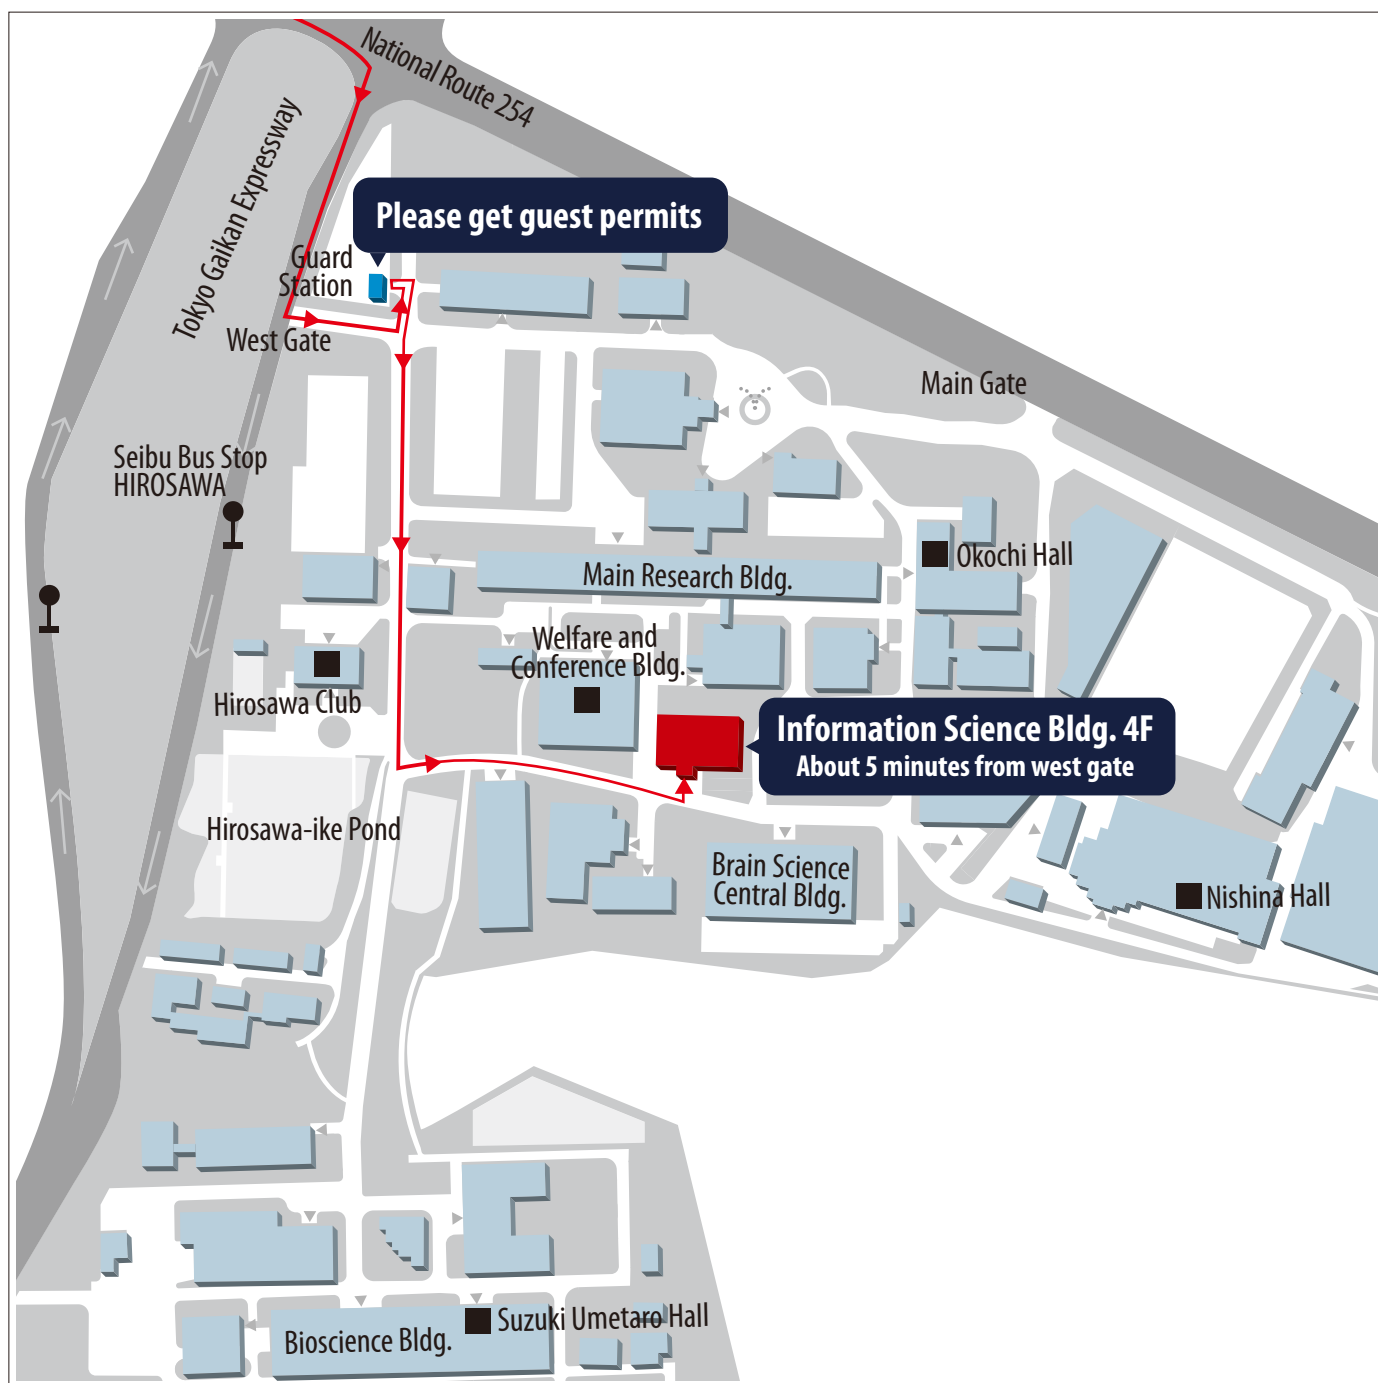 National Route 254
Tokyo Gaikan Expressway
Please get guest permits
Guard
Station
West Gate
Main Gate
Seibu Bus Stop
HIROSAWA
Okochi Hall
Main Research Bldg.
Welfare and
Conference Bldg.
Hirosawa Club
Information Science Bldg. 4F
About 5 minutes from west gate
Hirosawa-ike Pond
Brain Science
Central Bldg.
Nishina Hall
Suzuki Umetaro Hall
Bioscience Bldg.